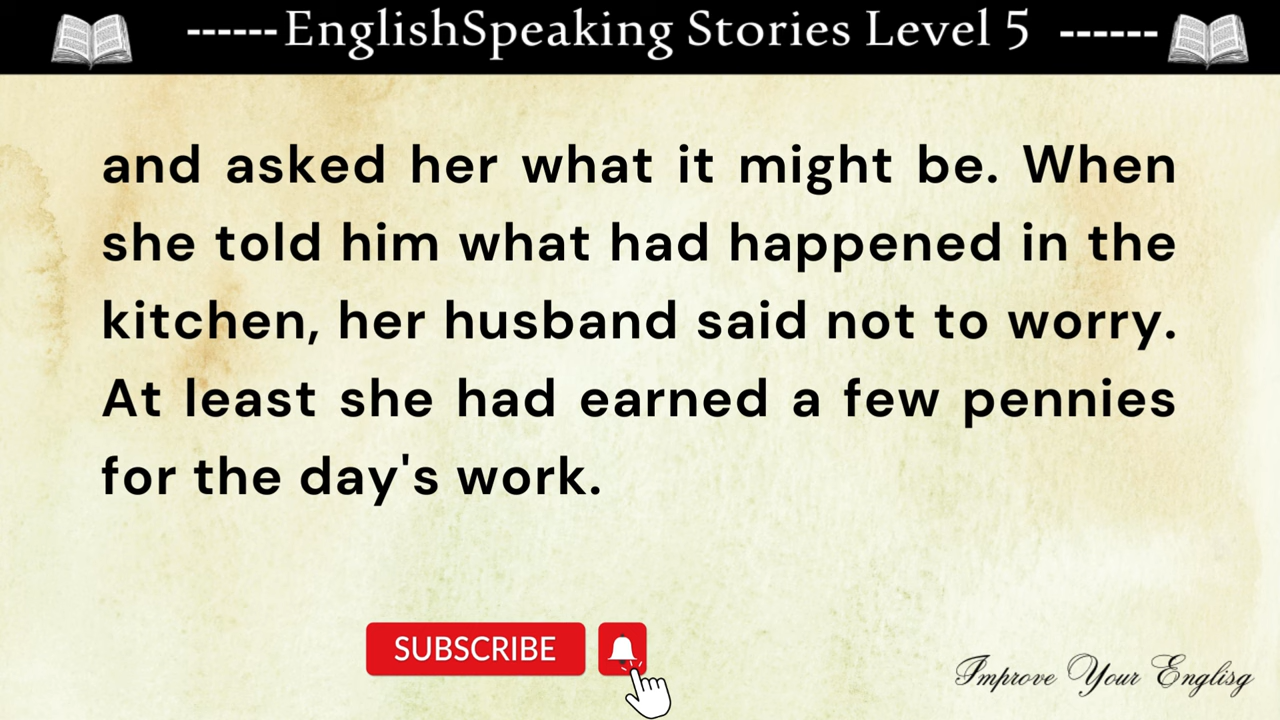 ------EnglishSpeaking Stories Level 5 ------
and asked her what it might be. When
she told him what had happened in the
kitchen, her husband said not to worry.
At least she had earned a few pennies
for the day's work.
SUBSCRIBE
Improve Your Englisg